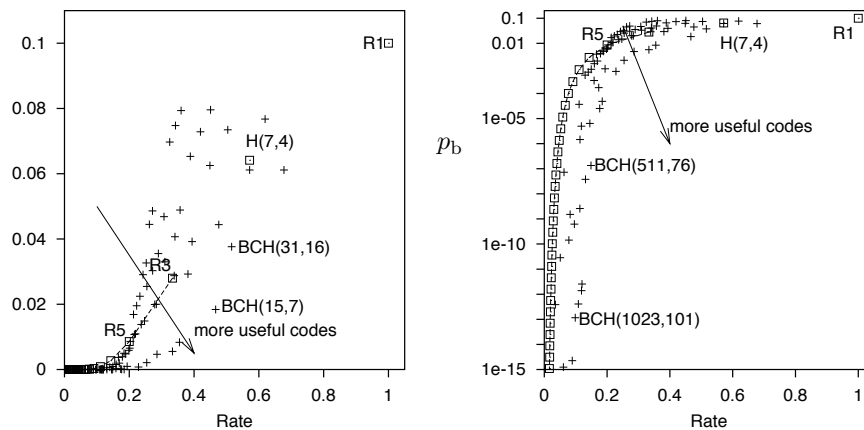 0.1
R1
0.08
H(7,4)
0.06
0.04
BCH(31,16)
R3
0.02
BCH(15,7)
R5
more useful codes
0
0 0.2 0.4 0.6 0.8 1
Rate
0.1
R5
R1
0.01
H(7,4)
1e-05
more useful codes
pb
BCH(511,76)
1e-10
BCH(1023,101)
1e-15
0 0.2 0.4 0.6 0.8 1
Rate